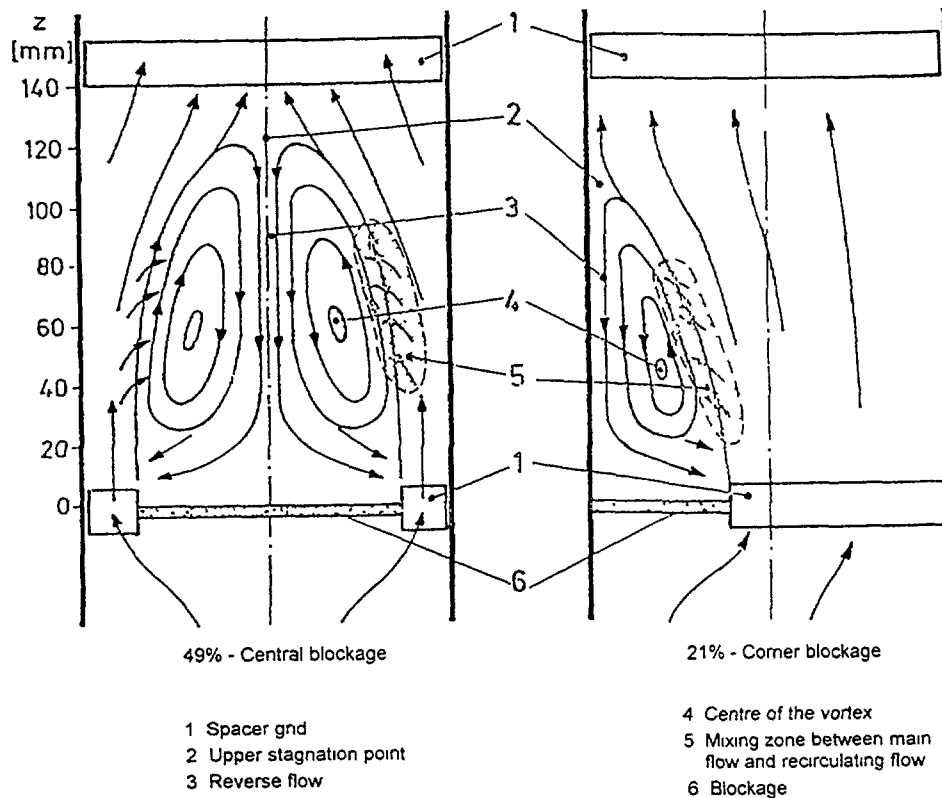 z
[mm]
140
120
100
80
60
40
20
0
1
2
3
4
5
1
6
49% - Central blockage
21% - Corner blockage
1 Spacer gnd
2 Upper stagnation point
3 Reverse flow
4 Centre of the vortex
5 Mixing zone between main
flow and recirculating flow
6 Blockage